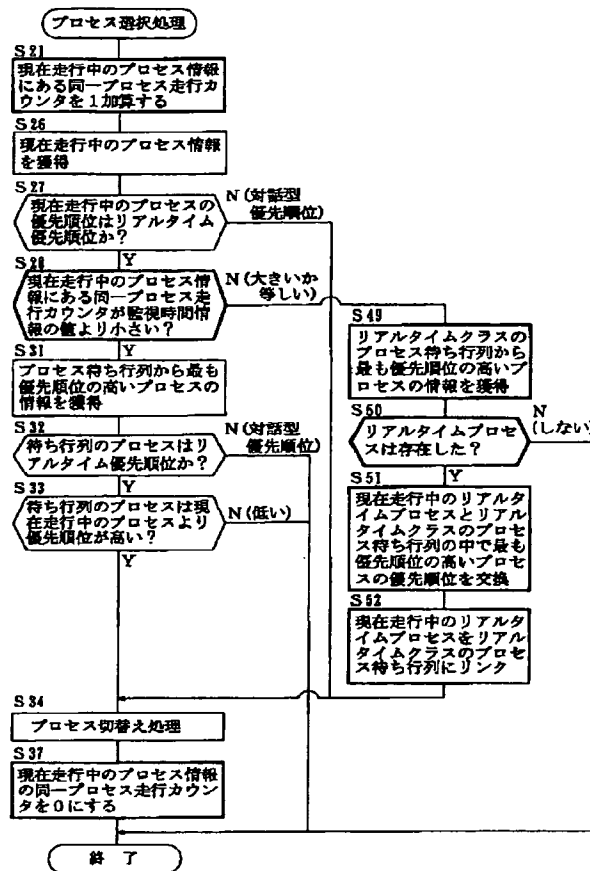 プロセス選択処理
S21
現在走行中のプロセス情報
にある同一プロセス走行カ
ウンタを1加算する
S26
現在走行中のプロセス情報
を獲得
S27
現在走行中のプロセスの
優先順位はリアルタイム
優先順位か?
N(対話型
優先順位)
Y
S28
現在走行中のプロセス情
報にある同一プロセス走
行カウンタが監視時間情
報の値より小さい?
N(大きいか
等しい)
Y
S31
プロセス待ち行列から最も
優先順位の高いプロセスの
情報を獲得
S32
待ち行列のプロセスはリ
アルタイム優先順位か?
N(対話型
優先順位)
Y
S33
待ち行列のプロセスは現
在走行中のプロセスより
優先順位が高い?
N(低い)
Y
S49
リアルタイムクラスの
プロセス待ち行列から
最も優先順位の高いプ
ロセスの情報を獲得
S50
リアルタイムプロセ
スは存在した?
N
(しない)
Y
S51
現在走行中のリアルタ
イムプロセスとリアル
タイムクラスのプロセ
ス待ち行列の中で最も
優先順位の高いプロセ
スの優先順位を交換
S52
現在走行中のリアルタ
イムプロセスをリアル
タイムクラスのプロセス
待ち行列にリンク
S34
プロセス切替え処理
S37
現在走行中のプロセス情報
の同一プロセス走行カウン
タを0にする
終了